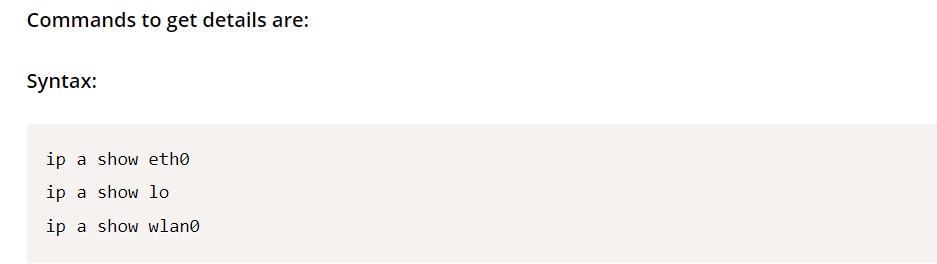 Commands to get details are:
Syntax:
ip a show eth0
ip a show lo
ip a show wlan0